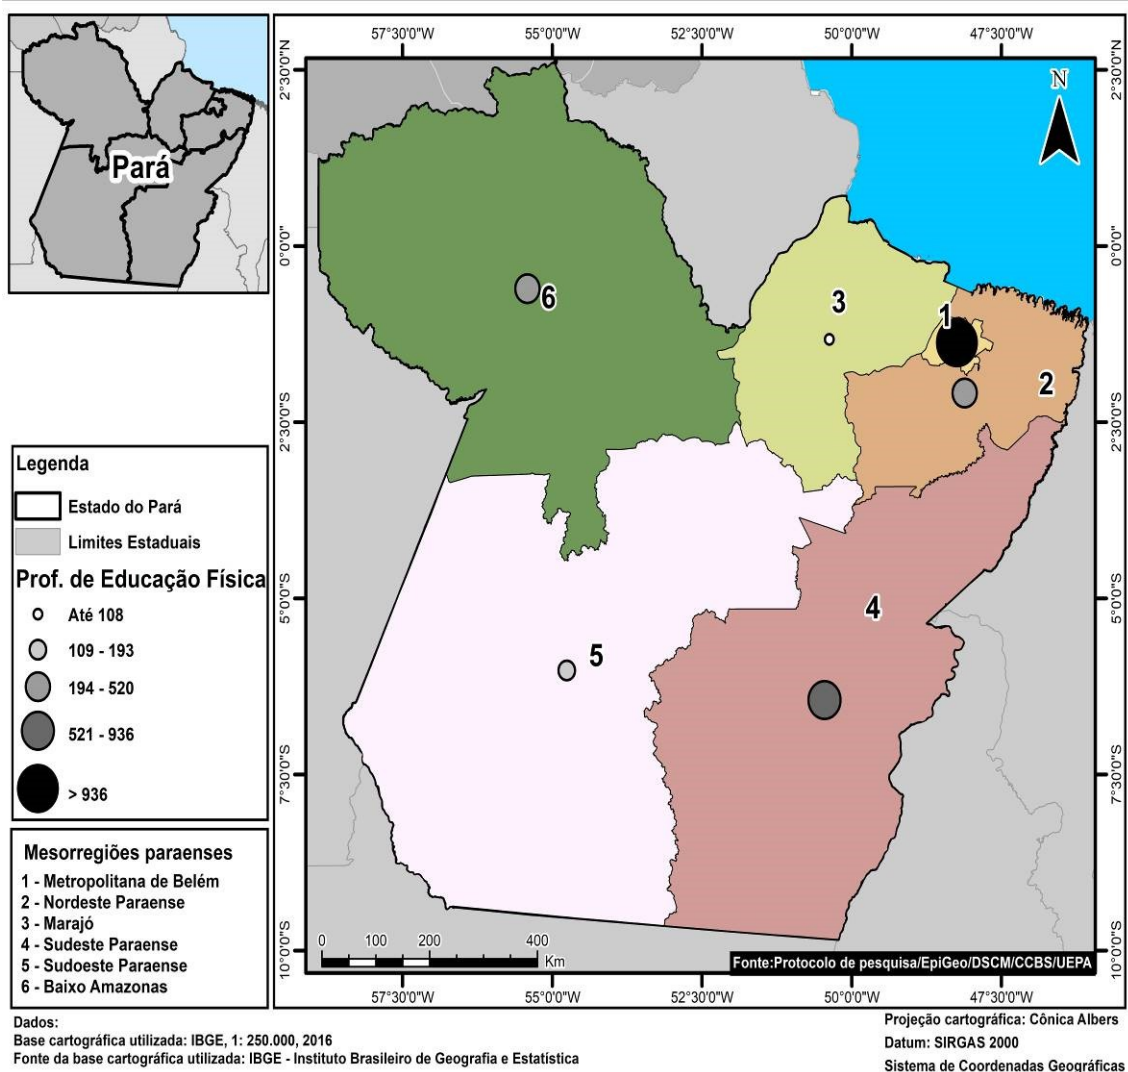 Pará
57°30'0"W 55°0'0"W 52°30'0"W 50°0'0"W 47°30'0"W
2°30'0"N
0°0'0"
2°30'0"S
5°0'0"S
7°30'0"S
10°0'0"S
N
1
2
3
4
5
6
2°30'0"N
0°0'0"
2°30'0"S
5°0'0"S
7°30'0"S
10°0'0"S
0 100 200 400
Km
Fonte:Protocolo de pesquisa/EpiGeo/DSCM/CCBS/UEPA
57°30'0"W 55°0'0"W 52°30'0"W 50°0'0"W 47°30'0"W
Legenda
Estado do Pará
Limites Estaduais
Prof. de Educação Física
Até 108
109 - 193
194 - 520
521 - 936
> 936
Mesorregiões paraenses
1 - Metropolitana de Belém
2 - Nordeste Paraense
3 - Marajó
4 - Sudeste Paraense
5 - Sudoeste Paraense
6 - Baixo Amazonas
Dados:
Base cartográfica utilizada: IBGE, 1: 250.000, 2016
Fonte da base cartográfica utilizada: IBGE - Instituto Brasileiro de Geografia e Estatística
Projeção cartográfica: Cônica Albers
Datum: SIRGAS 2000
Sistema de Coordenadas Geográficas